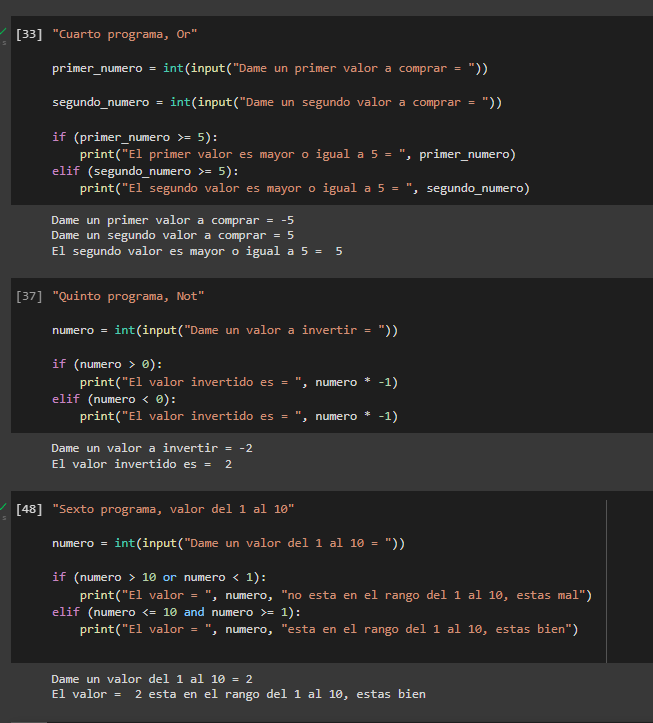 [33] "Cuarto programa, Or"
primer_numero = int(input("Dame un primer valor a comprar = "))
segundo_numero = int(input("Dame un segundo valor a comprar = "))
if (primer_numero >= 5):
    print("El primer valor es mayor o igual a 5 = ", primer_numero)
elif (segundo_numero >= 5):
    print("El segundo valor es mayor o igual a 5 = ", segundo_numero)
Dame un primer valor a comprar = -5
Dame un segundo valor a comprar = 5
El segundo valor es mayor o igual a 5 =  5
[37] "Quinto programa, Not"
numero = int(input("Dame un valor a invertir = "))
if (numero > 0):
    print("El valor invertido es = ", numero * -1)
elif (numero < 0):
    print("El valor invertido es = ", numero * -1)
Dame un valor a invertir = -2
El valor invertido es =  2
[48] "Sexto programa, valor del 1 al 10"
numero = int(input("Dame un valor del 1 al 10 = "))
if (numero > 10 or numero < 1):
    print("El valor = ", numero, "no esta en el rango del 1 al 10, estas mal")
elif (numero <= 10 and numero >= 1):
    print("El valor = ", numero, "esta en el rango del 1 al 10, estas bien")
Dame un valor del 1 al 10 = 2
El valor =  2 esta en el rango del 1 al 10, estas bien